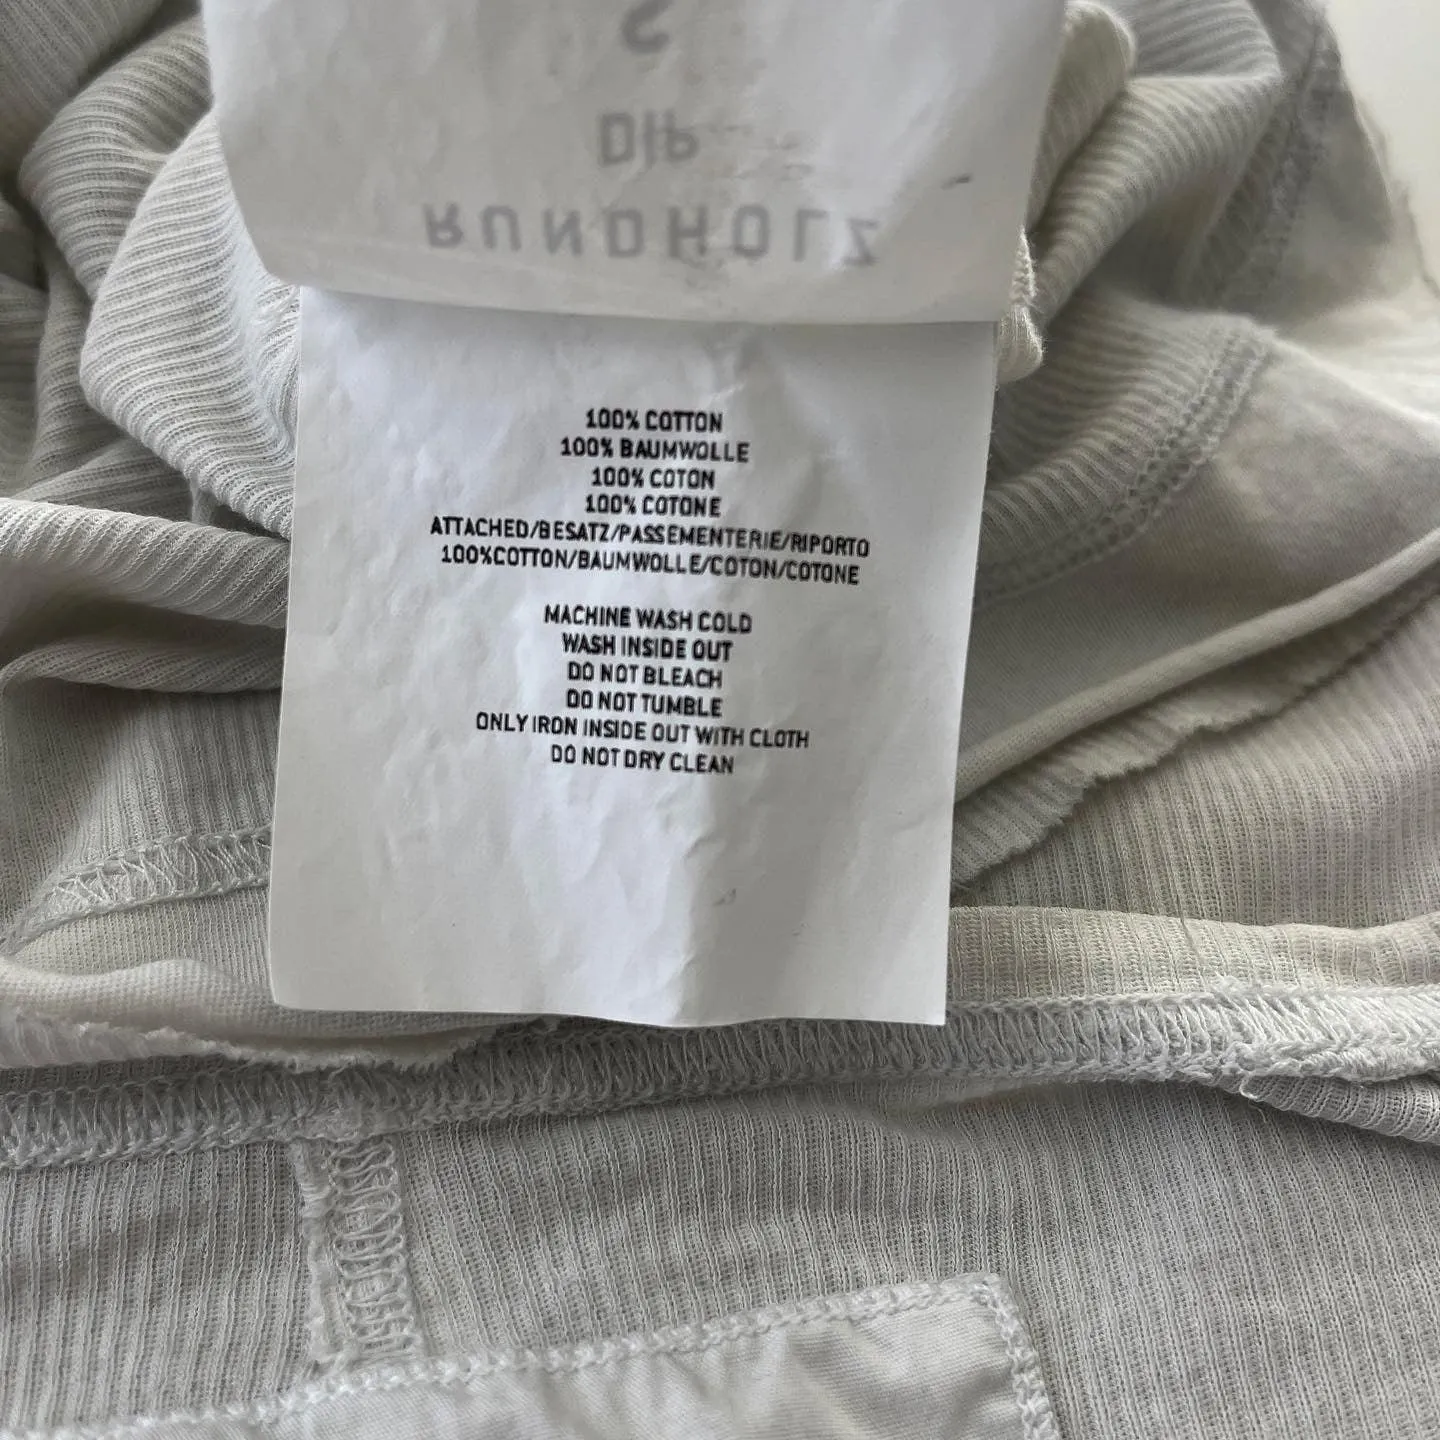 S
DIP
RUNDHOLZ
100% COTTON
100% BAUMWOLLE
100% COTON
100% COTONE
ATTACHED/BESATZ/PASSEMENTERIE/RIPORTO
100%COTTON/BAUMWOLLE/COTON/COTONE
MACHINE WASH COLD
WASH INSIDE OUT
DO NOT BLEACH
DO NOT TUMBLE
ONLY IRON INSIDE OUT WITH CLOTH
DO NOT DRY CLEAN